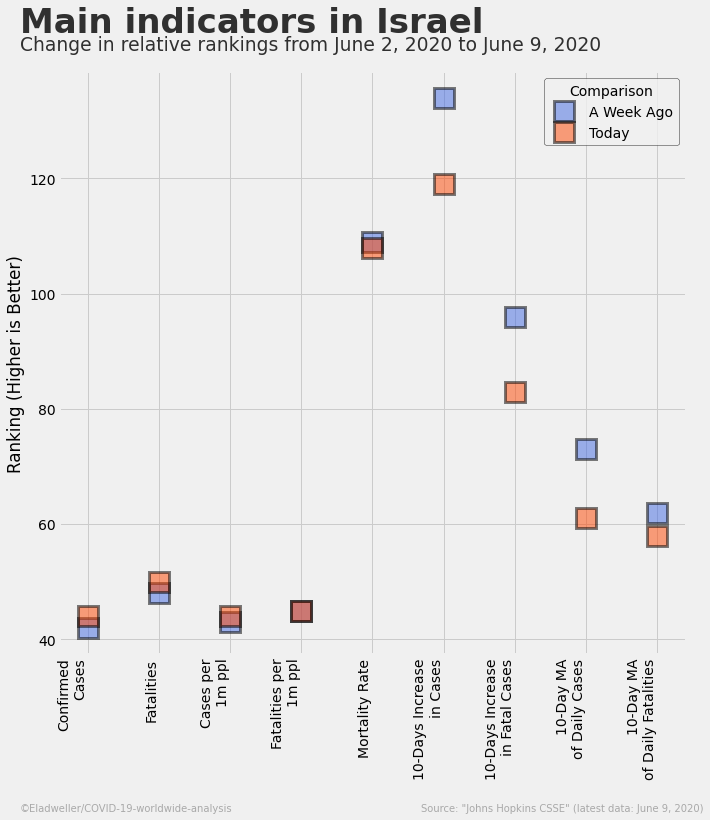 Main indicators in Israel
Change in relative rankings from June 2, 2020 to June 9, 2020
Comparison
A Week Ago
Today
Ranking (Higher is Better)
120
100
80
60
40
Confirmed
Cases
Fatalities
Cases per
1m ppl
Fatalities per
1m ppl
Mortality Rate
10-Days Increase
in Cases
10-Days Increase
in Fatal Cases
10-Day MA
of Daily Cases
10-Day MA
of Daily Fatalities
©Eladweller/COVID-19-worldwide-analysis
Source: "Johns Hopkins CSSE" (latest data: June 9, 2020)